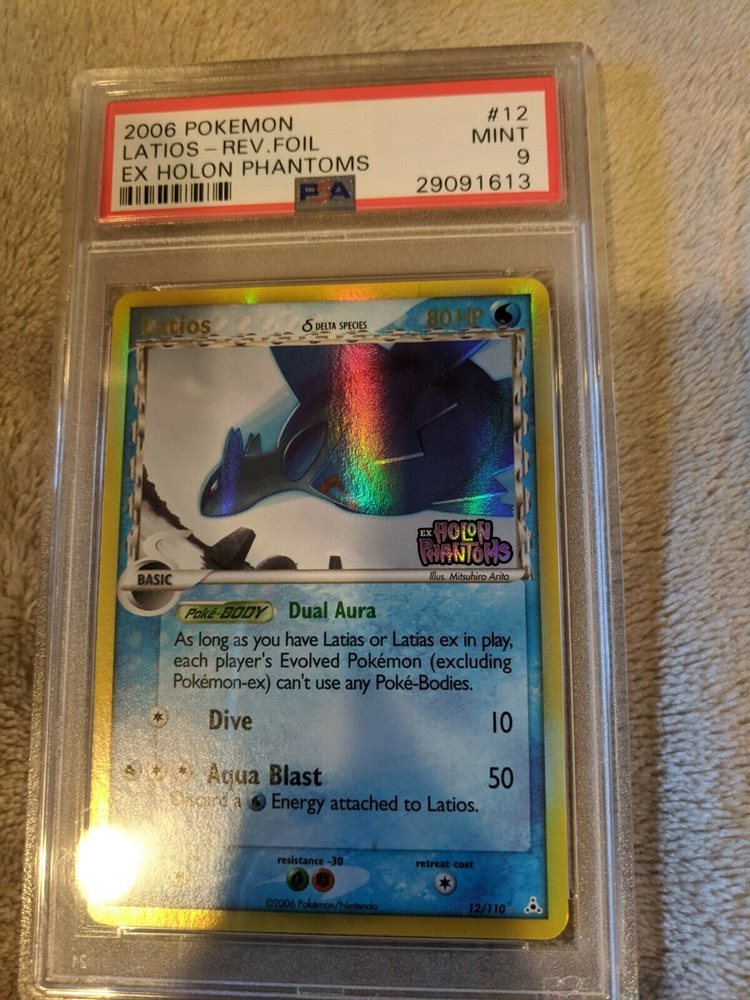 2006 POKEMON #12
LATIOS - REV.FOIL MINT
EX HOLON PHANTOMS 9
PSA 29091613
Latios δ DELTA SPECIES 80 HP
EX HOLON PHANTOMS
BASIC
Illus. Mitsuhiro Arita
Poké-BODY Dual Aura
As long as you have Latias or Latias ex in play,
each player's Evolved Pokémon (excluding
Pokémon-ex) can't use any Poké-Bodies.
Dive 10
Aqua Blast 50
Discard a Energy attached to Latios.
resistance -30 retreat cost
©2006 Pokémon/Nintendo 12/110